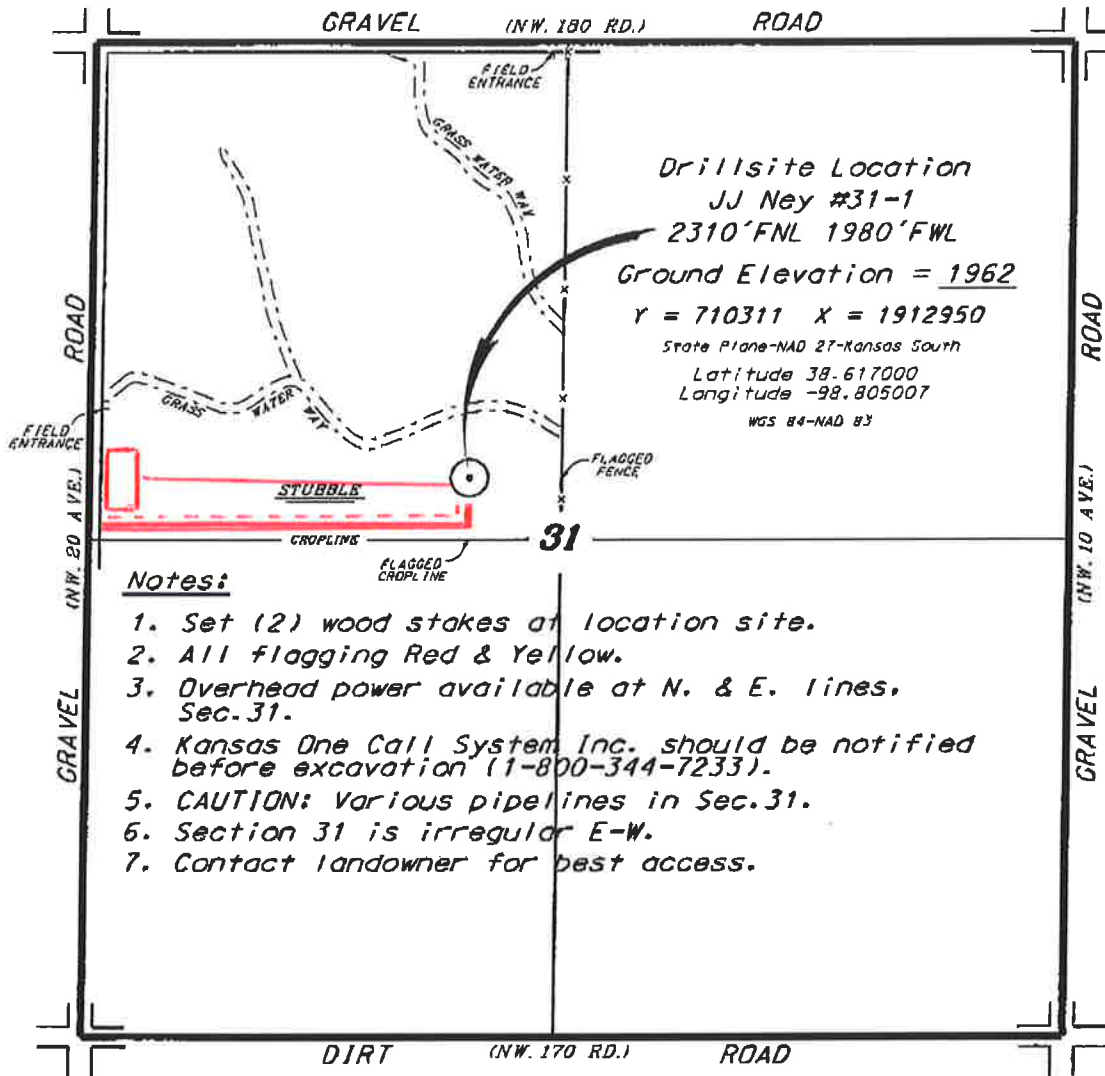 GRAVEL (NW. 180 RD.) ROAD
FIELD
ENTRANCE
GRASS WATER WAY
Drillsite Location
JJ Ney #31-1
2310'FNL 1980'FWL
Ground Elevation = 1962
Y = 710311 X = 1912950
State Plane-NAD 27-Kansas South
Latitude 38.617000
Longitude -98.805007
WGS 84-NAD 83
GRAVEL (NW. 20 AVE.) ROAD
GRAVEL (NW. 10 AVE.) ROAD
GRASS WATER WAY
FIELD
ENTRANCE
FLAGGED
FENCE
STUBBLE
CROPLINE
31
FLAGGED
CROPLINE
Notes:
1. Set (2) wood stakes at location site.
2. All flagging Red & Yellow.
3. Overhead power available at N. & E. lines,
Sec.31.
4. Kansas One Call System Inc. should be notified
before excavation (1-800-344-7233).
5. CAUTION: Various pipelines in Sec.31.
6. Section 31 is irregular E-W.
7. Contact landowner for best access.
DIRT (NW. 170 RD.) ROAD